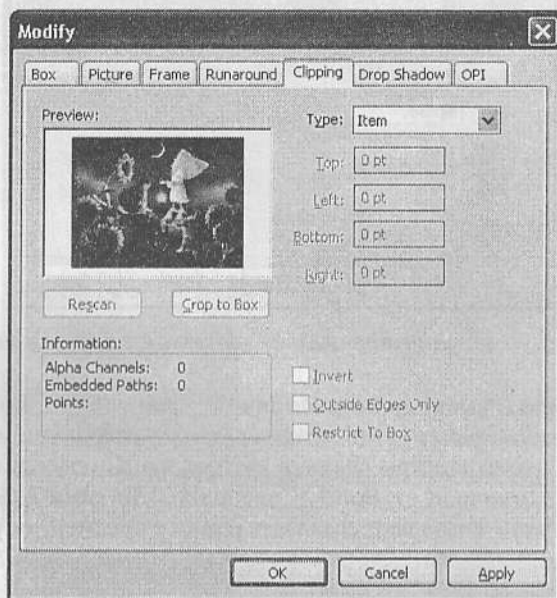 Modify
Box Picture Frame Runaround Clipping Drop Shadow OPI
Preview:
Type: Item
Top: 0 pt
Left: 0 pt
Bottom: 0 pt
Right: 0 pt
Rescan Crop to Box
Information:
Alpha Channels: 0
Embedded Paths: 0
Points:
Invert
Outside Edges Only
Restrict To Box
OK Cancel Apply